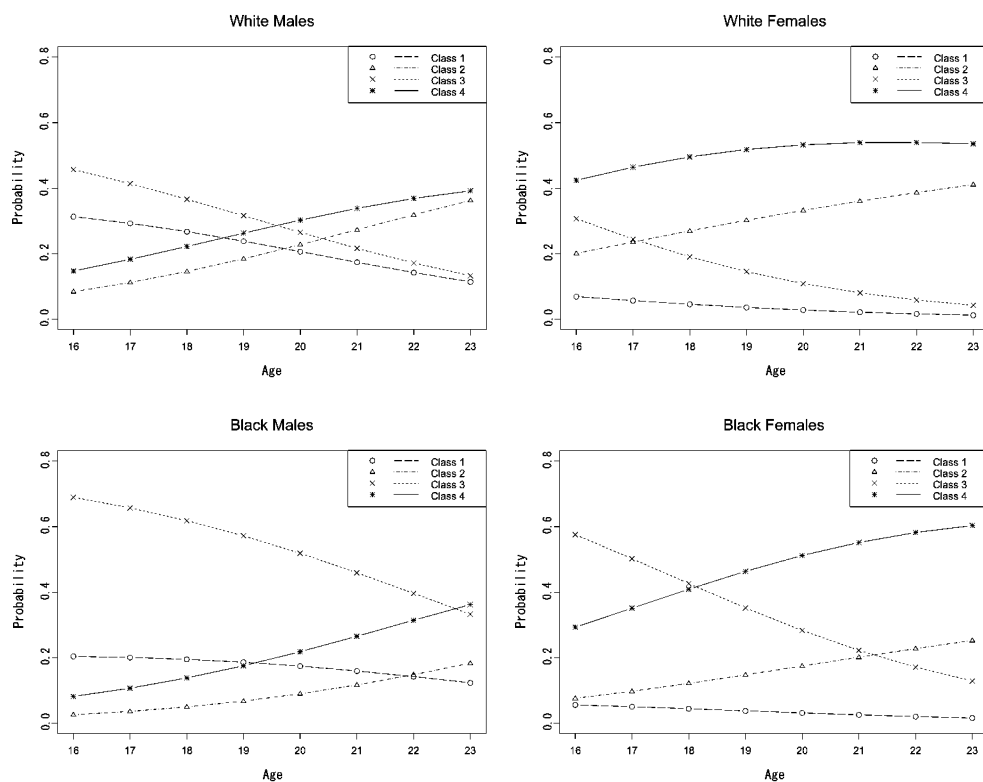 White Males
Class 1
Class 2
Class 3
Class 4
0.8
0.6
0.4
0.2
0.0
Probability
16 17 18 19 20 21 22 23
Age
White Females
Class 1
Class 2
Class 3
Class 4
0.8
0.6
0.4
0.2
0.0
Probability
16 17 18 19 20 21 22 23
Age
Black Males
Class 1
Class 2
Class 3
Class 4
0.8
0.6
0.4
0.2
0.0
Probability
16 17 18 19 20 21 22 23
Age
Black Females
Class 1
Class 2
Class 3
Class 4
0.8
0.6
0.4
0.2
0.0
Probability
16 17 18 19 20 21 22 23
Age